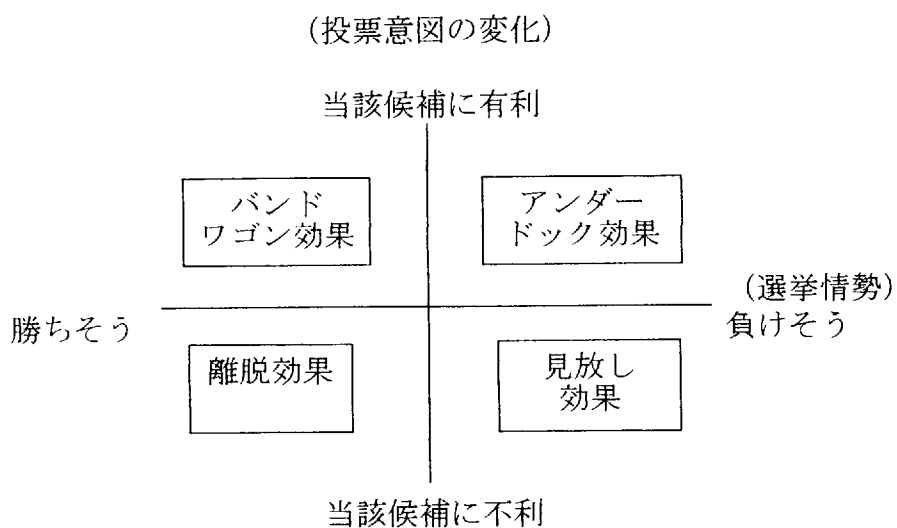 （投票意図の変化）
当該候補に有利
バンド
ワゴン効果
アンダー
ドック効果
（選挙情勢）
勝ちそう
負けそう
離脱効果
見放し
効果
当該候補に不利